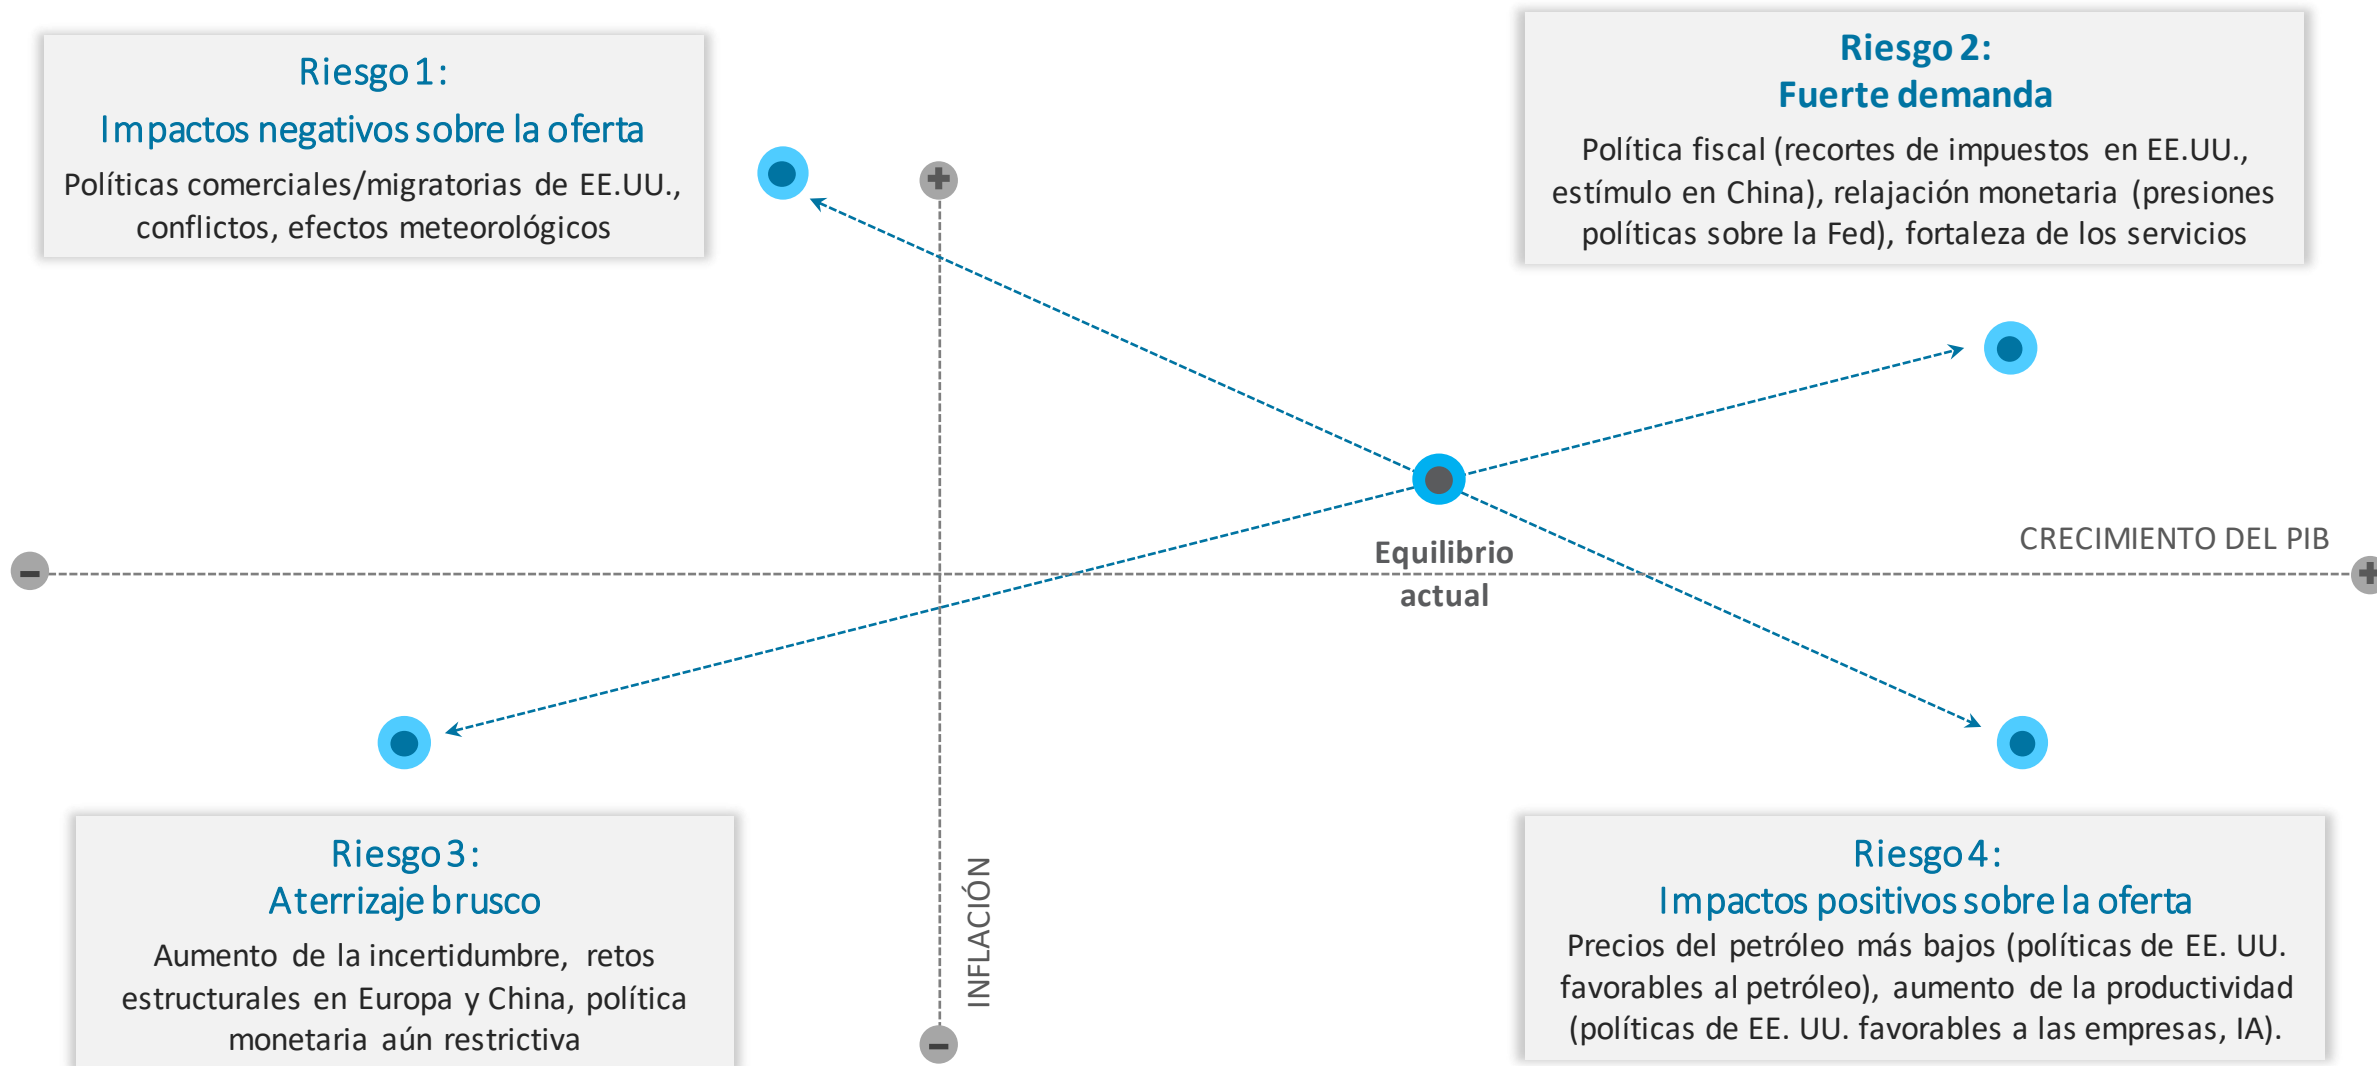 Riesgo 1:
Impactos negativos sobre la oferta
Políticas comerciales/migratorias de EE.UU.,
conflictos, efectos meteorológicos
Riesgo 2:
Fuerte demanda
Política fiscal (recortes de impuestos en EE.UU.,
estímulo en China), relajación monetaria (presiones
políticas sobre la Fed), fortaleza de los servicios
+
CRECIMIENTO DEL PIB
Equilibrio
actual
-
+
Riesgo 3:
Aterrizaje brusco
Aumento de la incertidumbre, retos
estructurales en Europa y China, política
monetaria aún restrictiva
INFLACIÓN
-
Riesgo 4:
Impactos positivos sobre la oferta
Precios del petróleo más bajos (políticas de EE. UU.
favorables al petróleo), aumento de la productividad
(políticas de EE. UU. favorables a las empresas, IA).